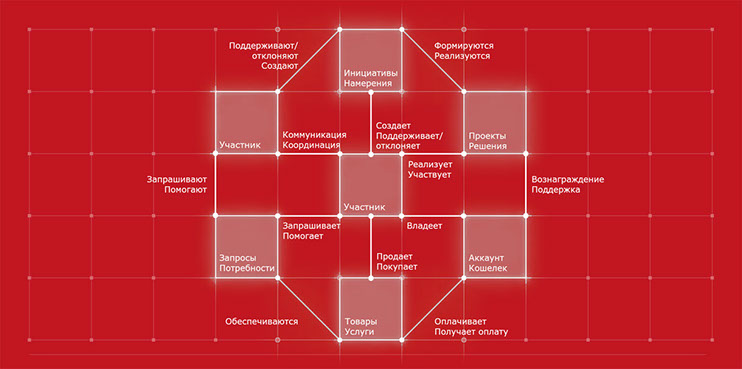 Поддерживают/
отклоняют
Создают
Формируются
Реализуются
Инициативы
Намерения
Участник
Коммуникация
Координация
Создает
Поддерживает/
отклоняет
Проекты
Решения
Запрашивают
Помогают
Участник
Реализует
Участвует
Вознаграждение
Поддержка
Запросы
Потребности
Запрашивает
Помогает
Владеет
Продает
Покупает
Аккаунт
Кошелек
Обеспечиваются
Товары
Услуги
Оплачивает
Получает оплату